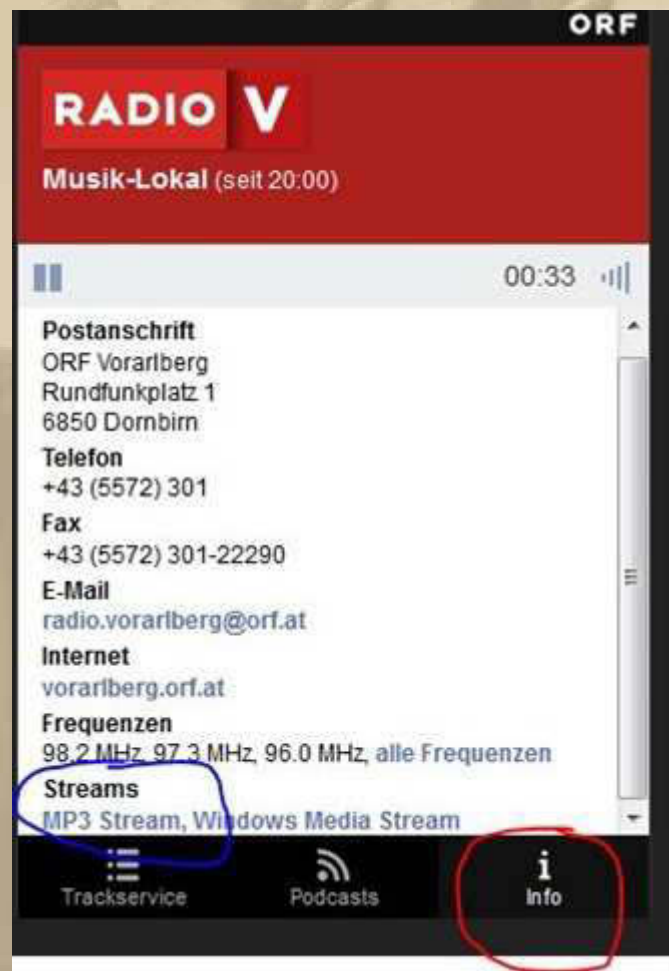 ORF
RADIO V
Musik-Lokal (seit 20:00)
00:33
Postanschrift
ORF Vorarlberg
Rundfunkplatz 1
6850 Dornbirn
Telefon
+43 (5572) 301
Fax
+43 (5572) 301-22290
E-Mail
radio.vorarlberg@orf.at
Internet
vorarlberg.orf.at
Frequenzen
98.2 MHz, 97.3 MHz, 96.0 MHz, alle Frequenzen
Streams
MP3 Stream, Windows Media Stream
Trackservice Podcasts Info